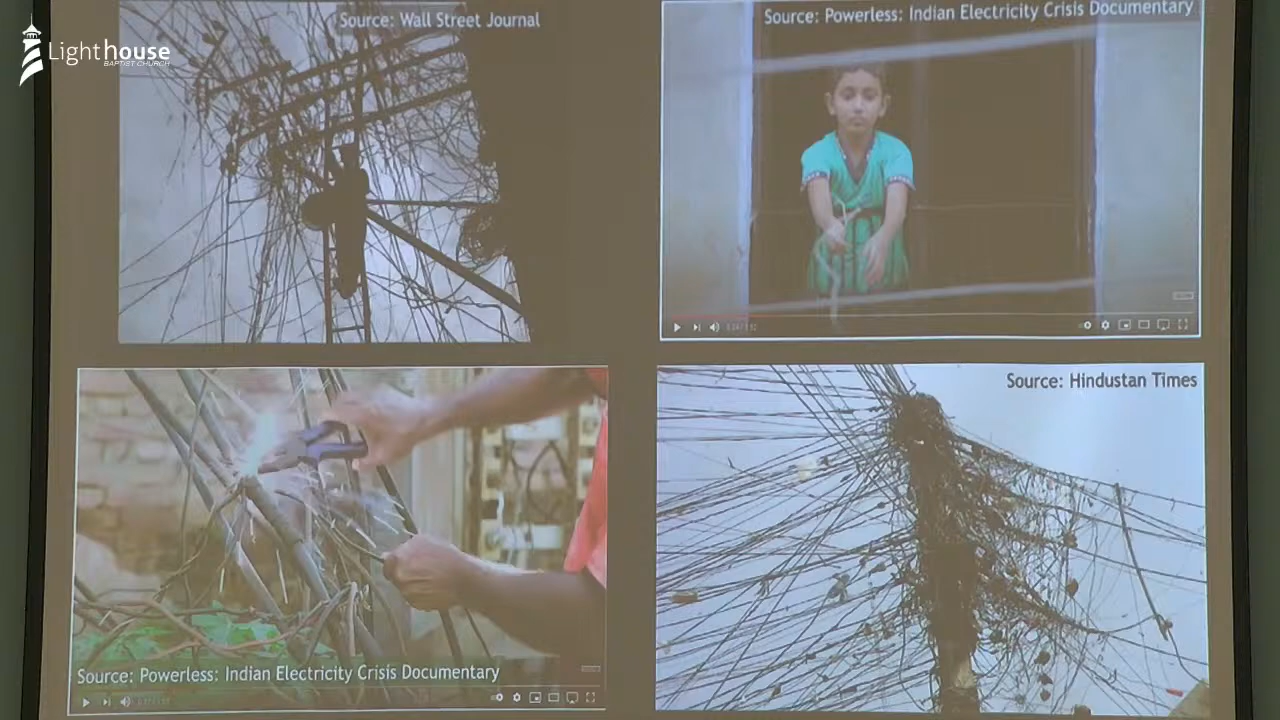 Lighthouse
BAPTIST CHURCH
Source: Wall Street Journal
Source: Powerless: Indian Electricity Crisis Documentary
Source: Powerless: Indian Electricity Crisis Documentary
Source: Hindustan Times